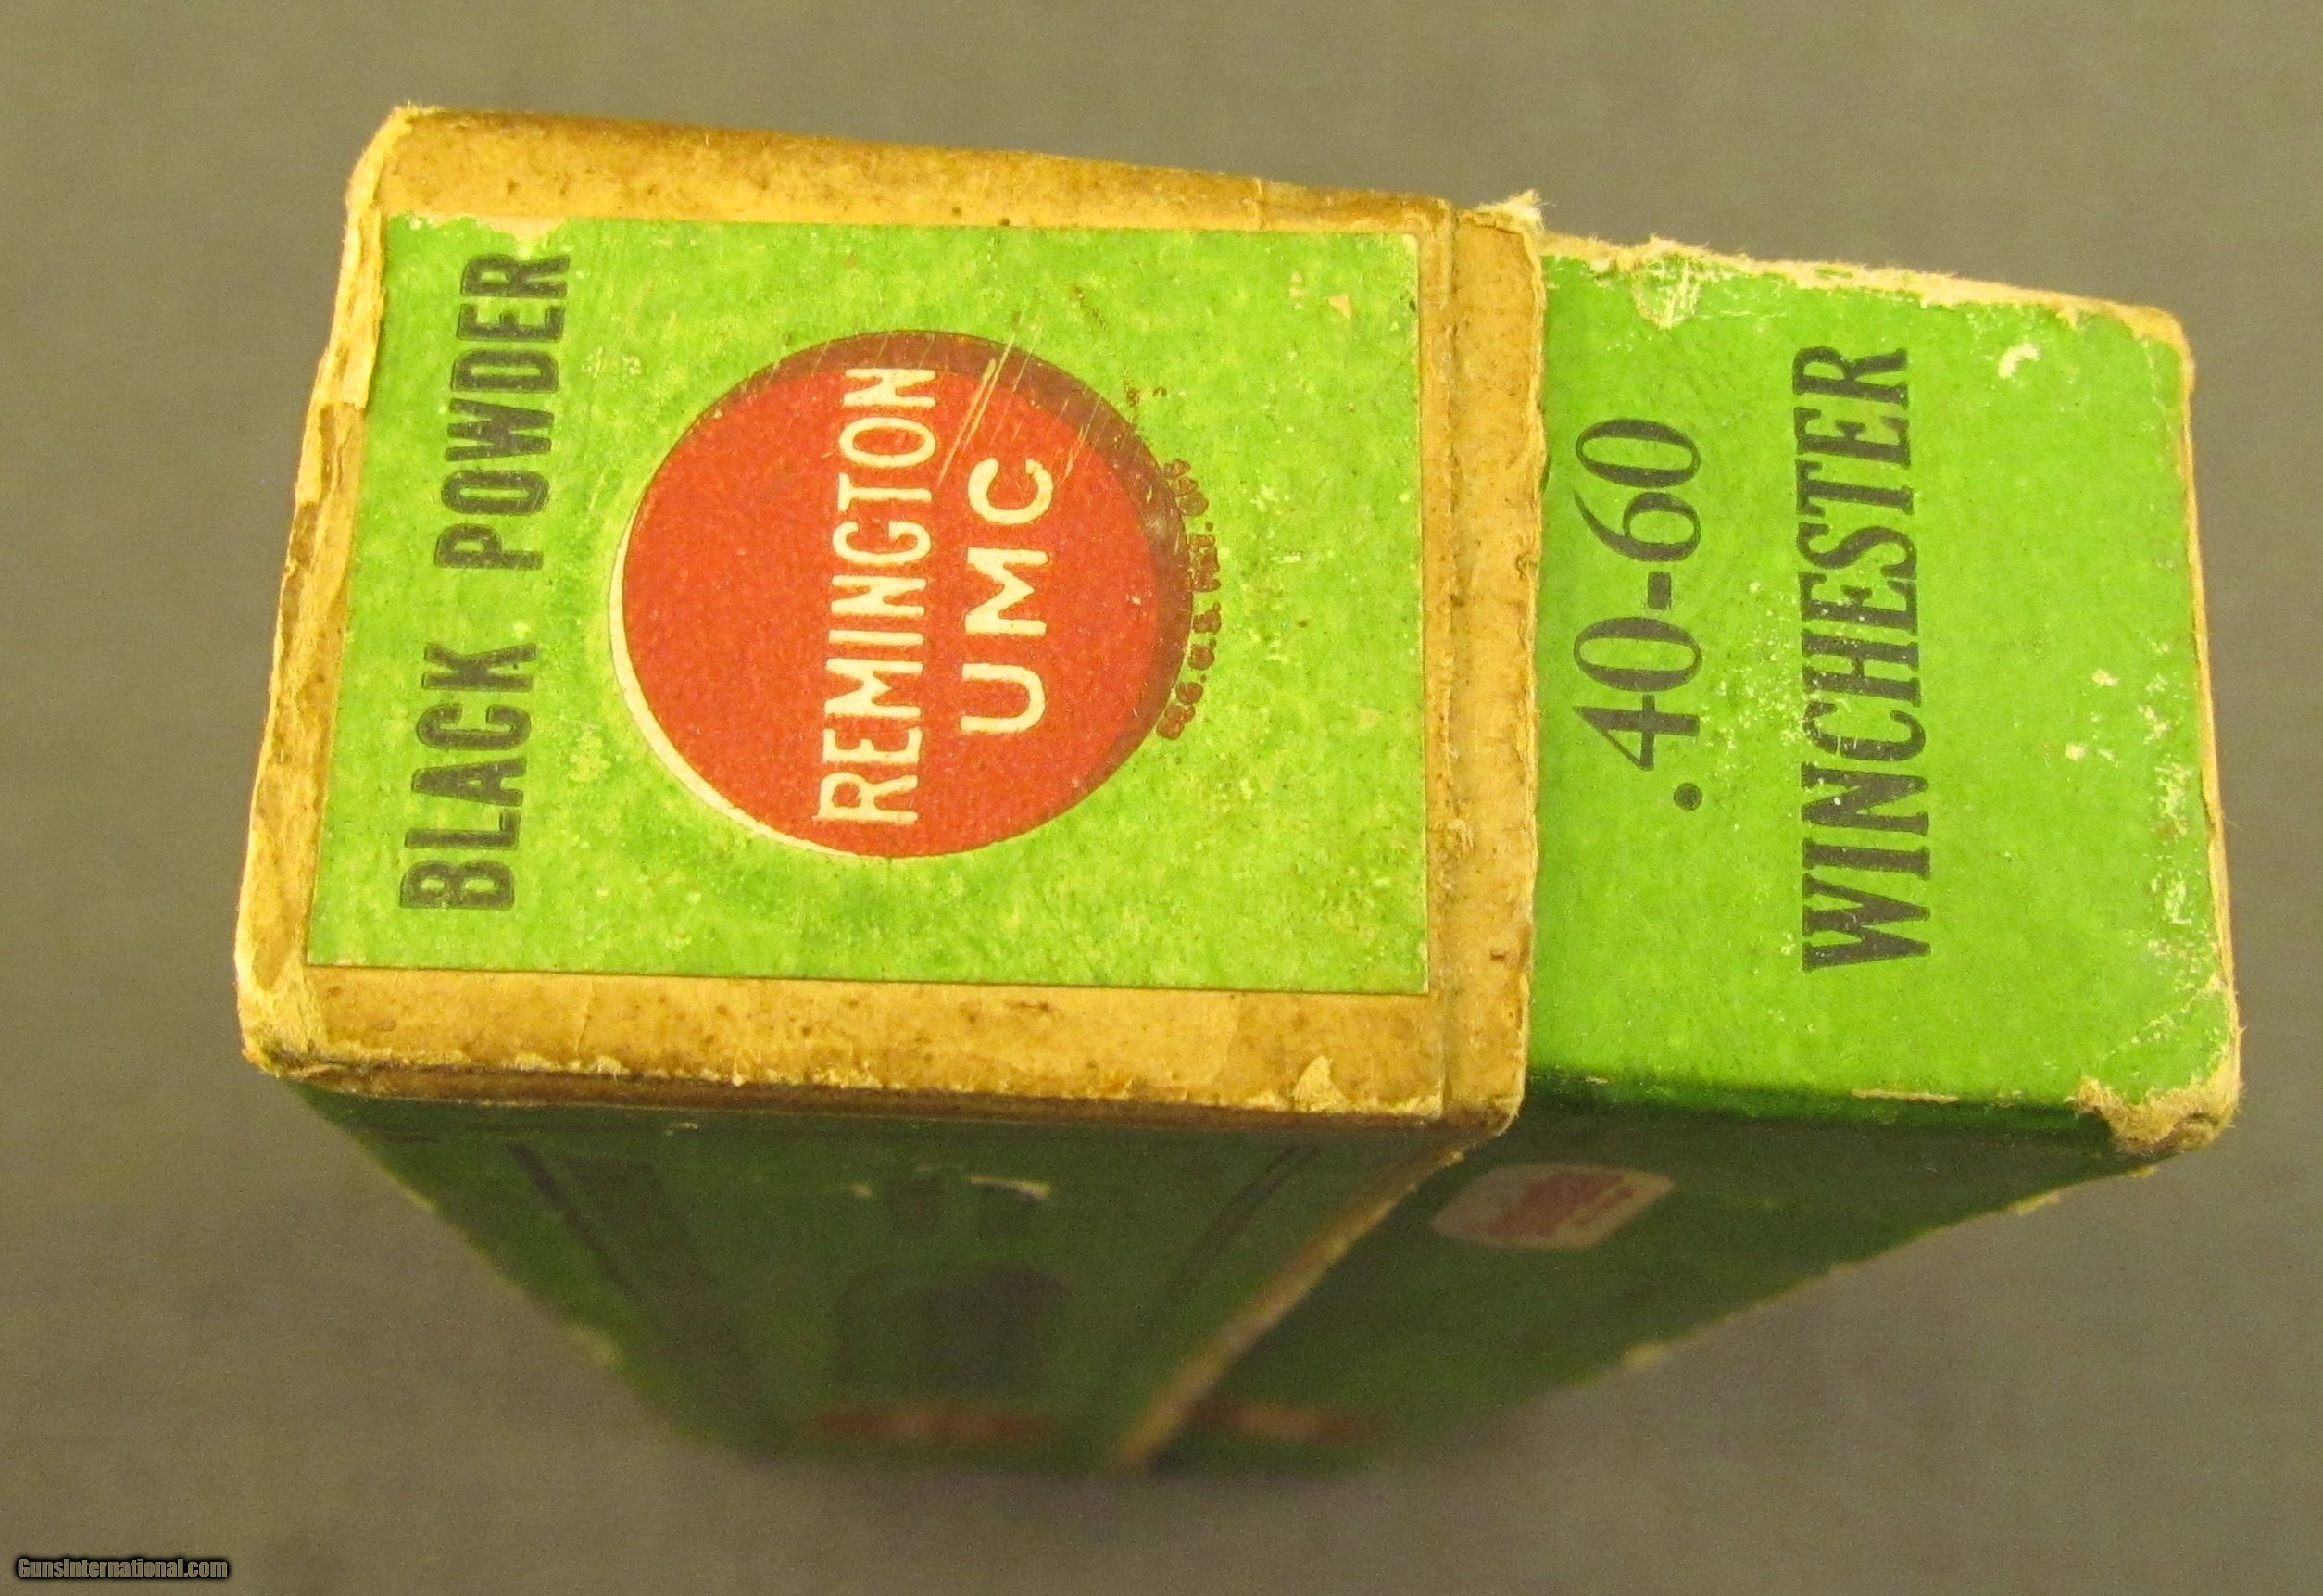 BLACK POWDER
REMINGTON
UMC
.40-60
WINCHESTER
GunsInternational.com